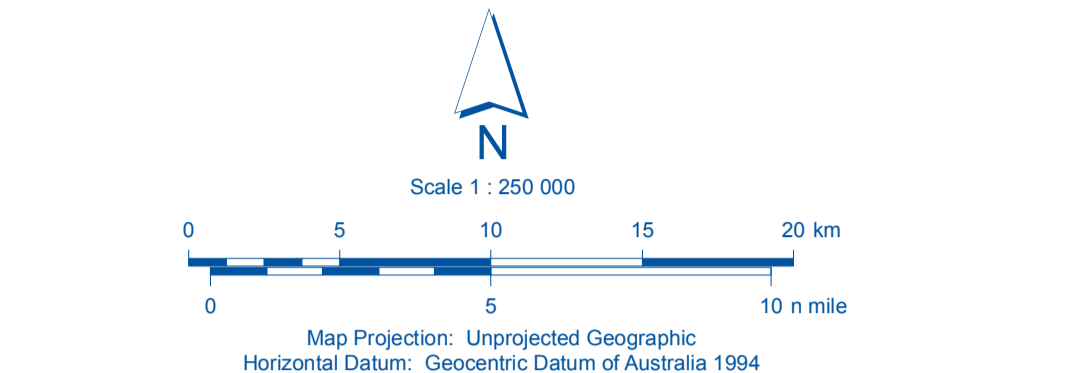 N
Scale 1 : 250 000
0 5 10 15 20 km
0 5 10 n mile
Map Projection: Unprojected Geographic
Horizontal Datum: Geocentric Datum of Australia 1994